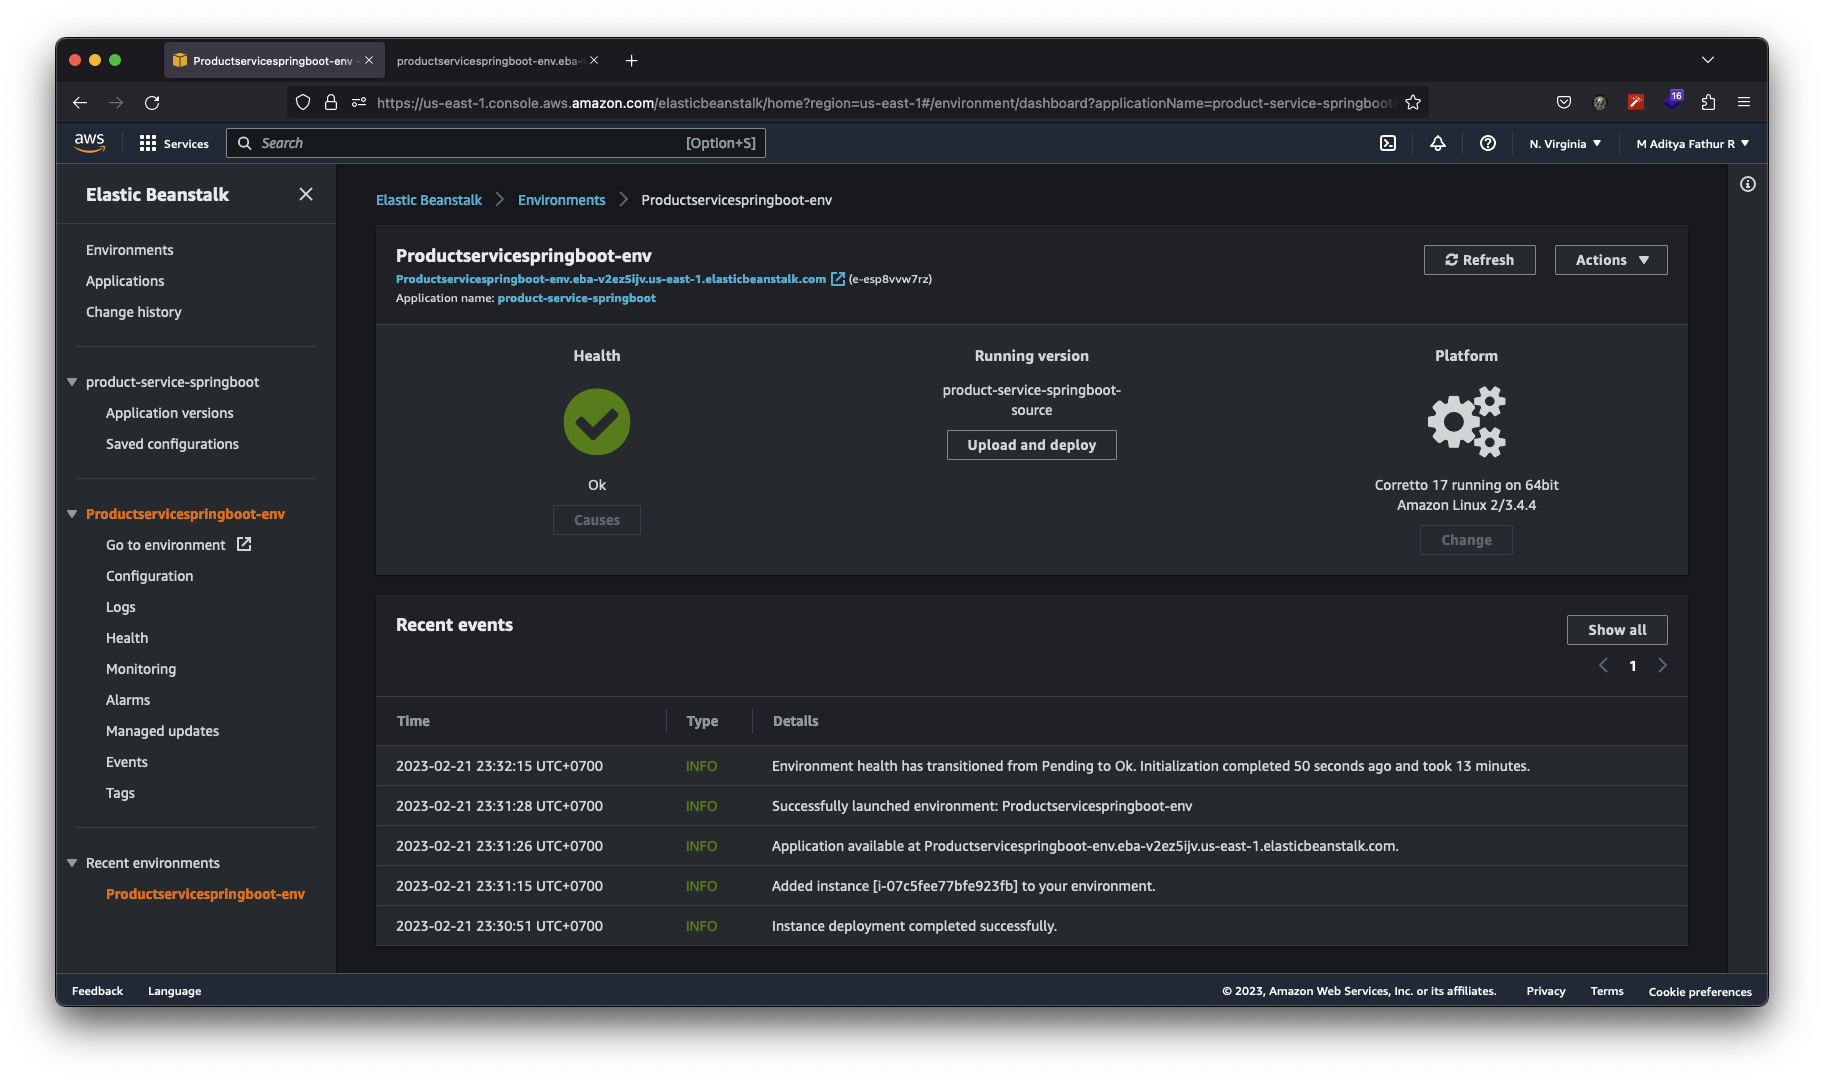 Productservicespringboot-env -
productservicespringboot-env.eba-
https://us-east-1.console.aws.amazon.com/elasticbeanstalk/home?region=us-east-1#/environment/dashboard?applicationName=product-service-springboot
16
aws
Services
Search
[Option+S]
N. Virginia
M Aditya Fathur R
Elastic Beanstalk
Environments
Applications
Change history
product-service-springboot
Application versions
Saved configurations
Productservicespringboot-env
Go to environment
Configuration
Logs
Health
Monitoring
Alarms
Managed updates
Events
Tags
Recent environments
Productservicespringboot-env
Elastic Beanstalk
Environments
Productservicespringboot-env
Productservicespringboot-env
Productservicespringboot-env.eba-v2ez5ijv.us-east-1.elasticbeanstalk.com (e-esp8vvw7rz)
Application name: product-service-springboot
Refresh
Actions
Health
Ok
Causes
Running version
product-service-springboot-
source
Upload and deploy
Platform
Corretto 17 running on 64bit
Amazon Linux 2/3.4.4
Change
Recent events
Show all
1
Time Type Details
2023-02-21 23:32:15 UTC+0700 INFO Environment health has transitioned from Pending to Ok. Initialization completed 50 seconds ago and took 13 minutes.
2023-02-21 23:31:28 UTC+0700 INFO Successfully launched environment: Productservicespringboot-env
2023-02-21 23:31:26 UTC+0700 INFO Application available at Productservicespringboot-env.eba-v2ez5ijv.us-east-1.elasticbeanstalk.com.
2023-02-21 23:31:15 UTC+0700 INFO Added instance [i-07c5fee77bfe923fb] to your environment.
2023-02-21 23:30:51 UTC+0700 INFO Instance deployment completed successfully.
Feedback
Language
© 2023, Amazon Web Services, Inc. or its affiliates.
Privacy
Terms
Cookie preferences